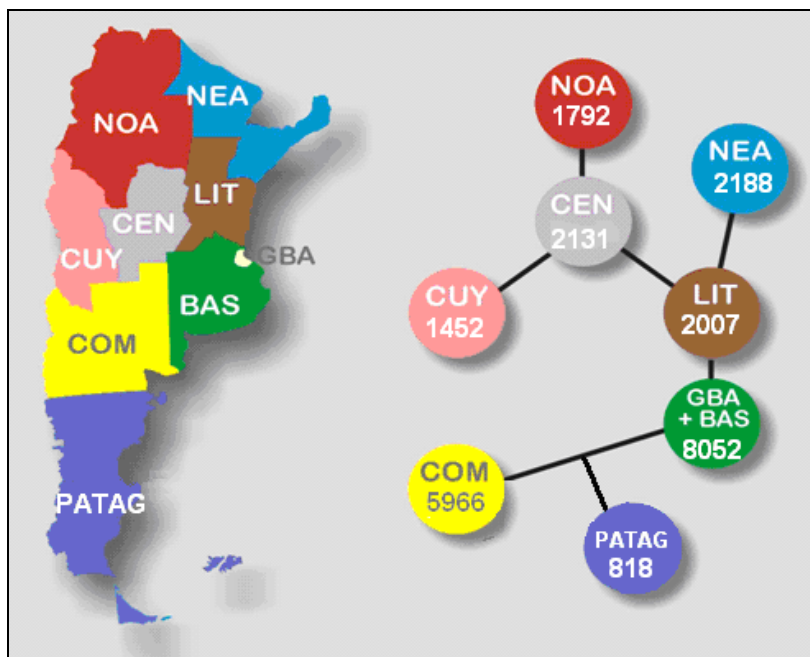 NOA
NEA
LIT
CEN
CUY
GBA
BAS
COM
PATAG
NOA
1792
NEA
2188
CEN
2131
CUY
1452
LIT
2007
GBA
+ BAS
8052
COM
5966
PATAG
818